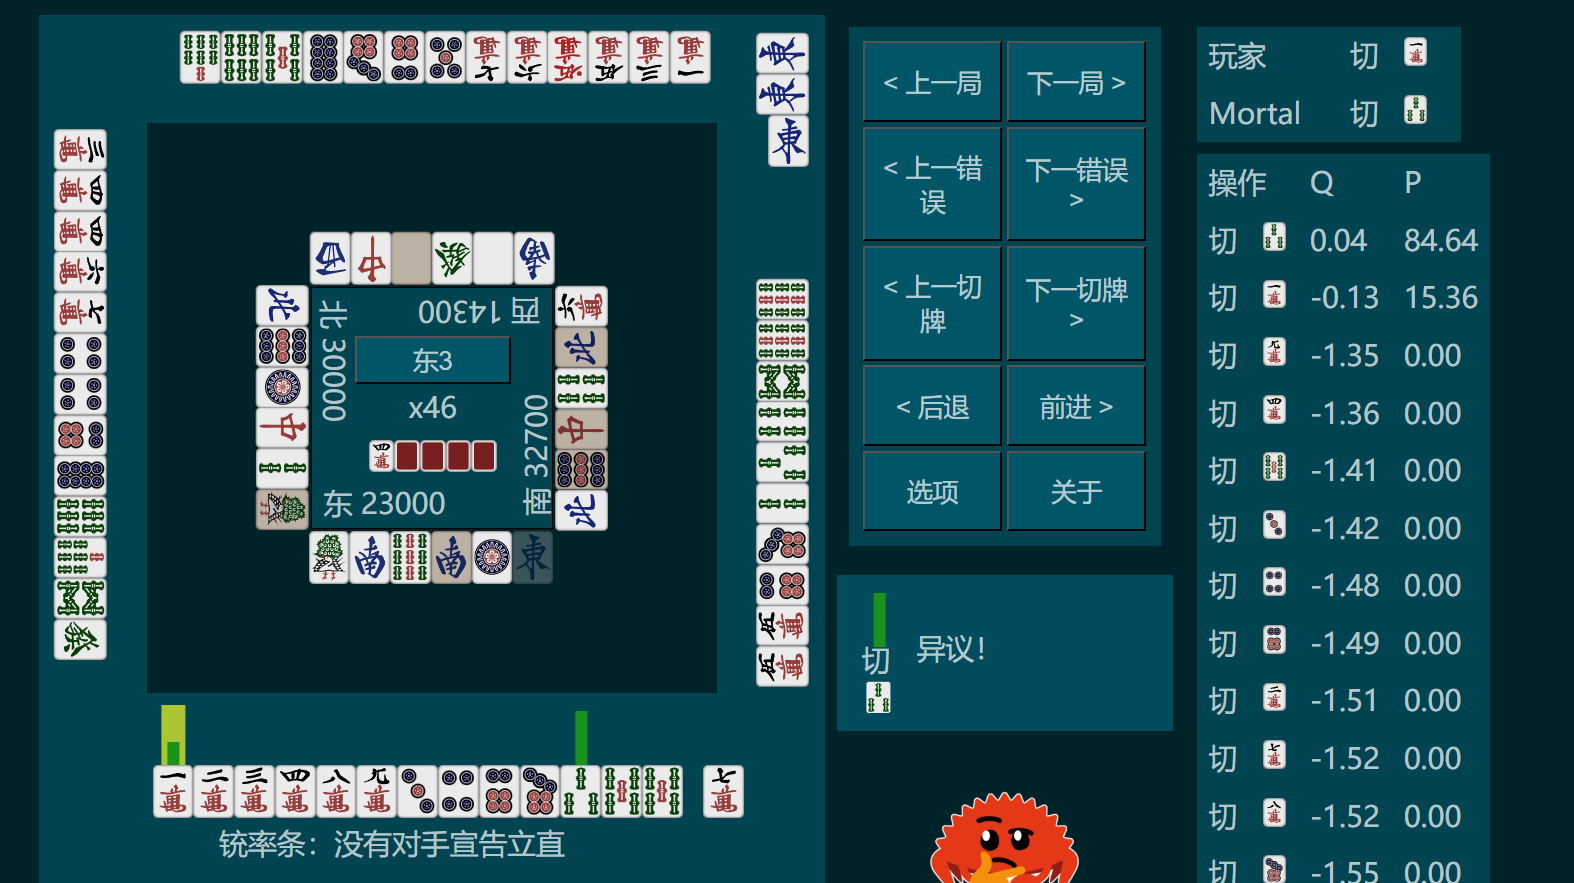 北 30000
西 14300
东3
x46
南 32700
东 23000
铳率条：没有对手宣告立直
< 上一局
下一局 >
< 上一错
误
下一错误
>
< 上一切
牌
下一切牌
>
< 后退
前进 >
选项
关于
切
异议！
玩家 切
Mortal 切
操作 Q P
切 0.04 84.64
切 -0.13 15.36
切 -1.35 0.00
切 -1.36 0.00
切 -1.41 0.00
切 -1.42 0.00
切 -1.48 0.00
切 -1.49 0.00
切 -1.51 0.00
切 -1.52 0.00
切 -1.52 0.00
切 -1.55 0.00